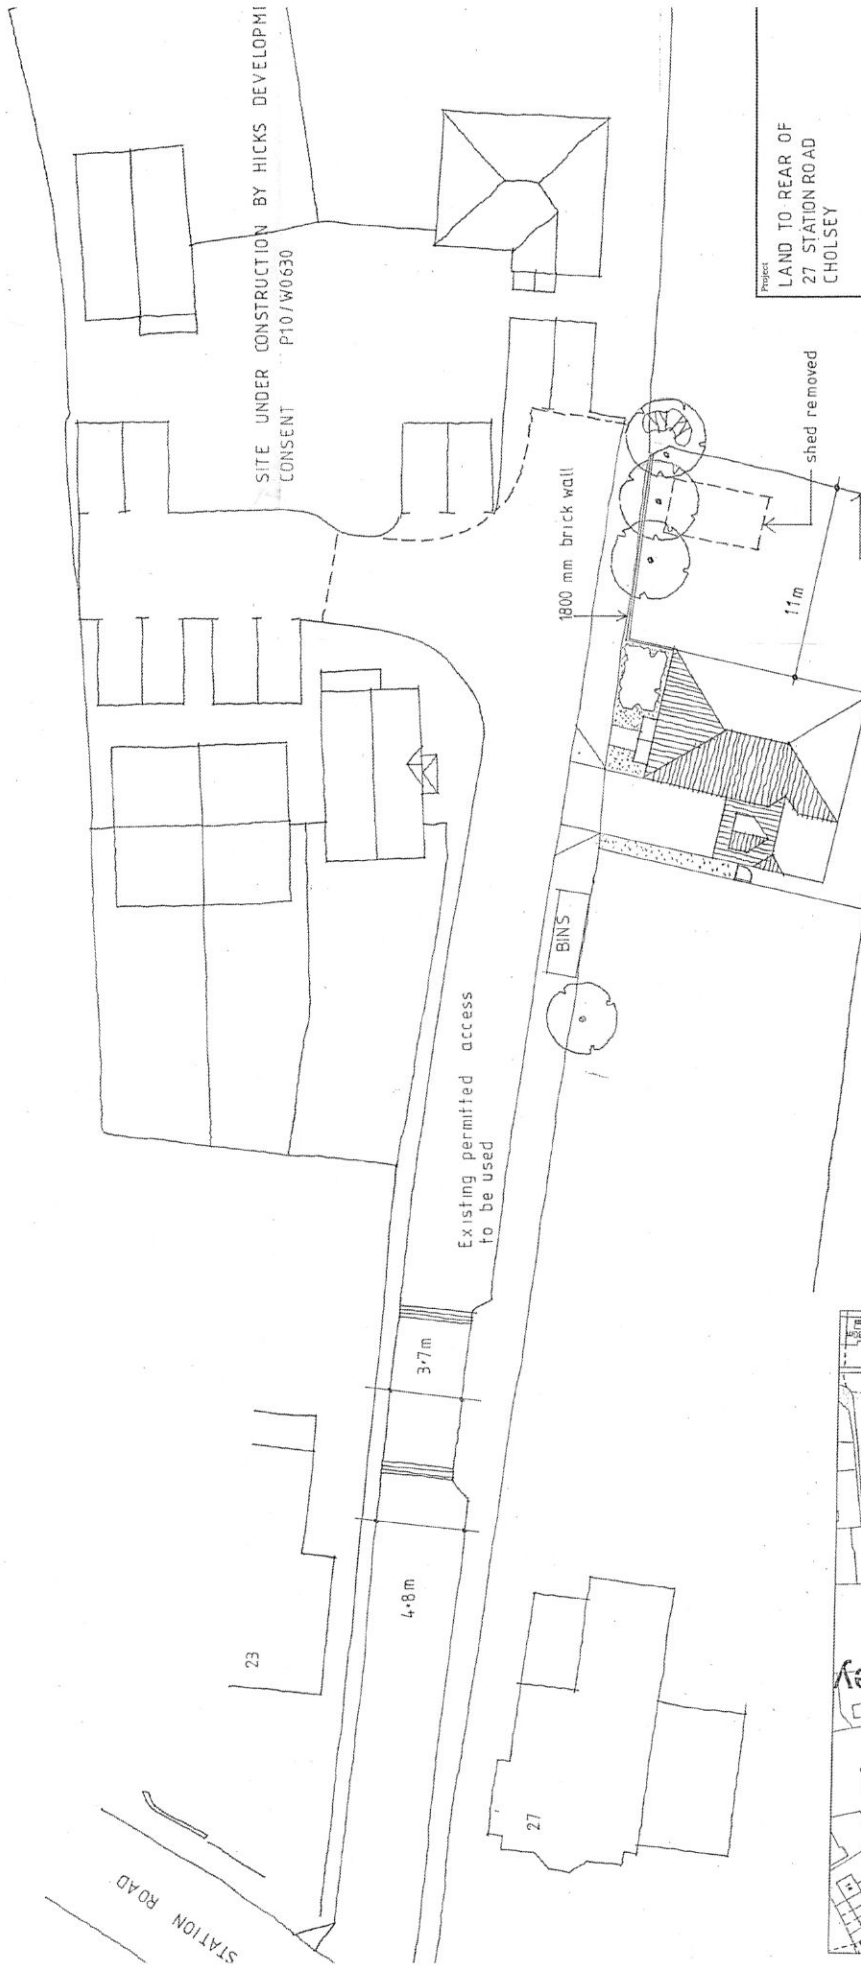 STATION ROAD
23
27
4·8m
3·7m
Existing permitted access
to be used
BINS
SITE UNDER CONSTRUCTION BY HICKS DEVELOPM
CONSENT P10/W0630
1800 mm brick wall
11m
shed removed
Project
LAND TO REAR OF
27 STATION ROAD
CHOLSEY